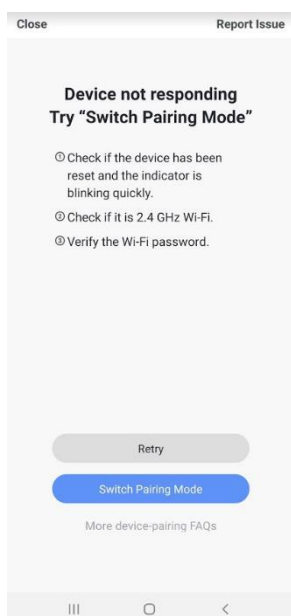 Close Report Issue
Device not responding
Try “Switch Pairing Mode”
① Check if the device has been
reset and the indicator is
blinking quickly.
② Check if it is 2.4 GHz Wi-Fi.
③ Verify the Wi-Fi password.
Retry
Switch Pairing Mode
More device-pairing FAQs